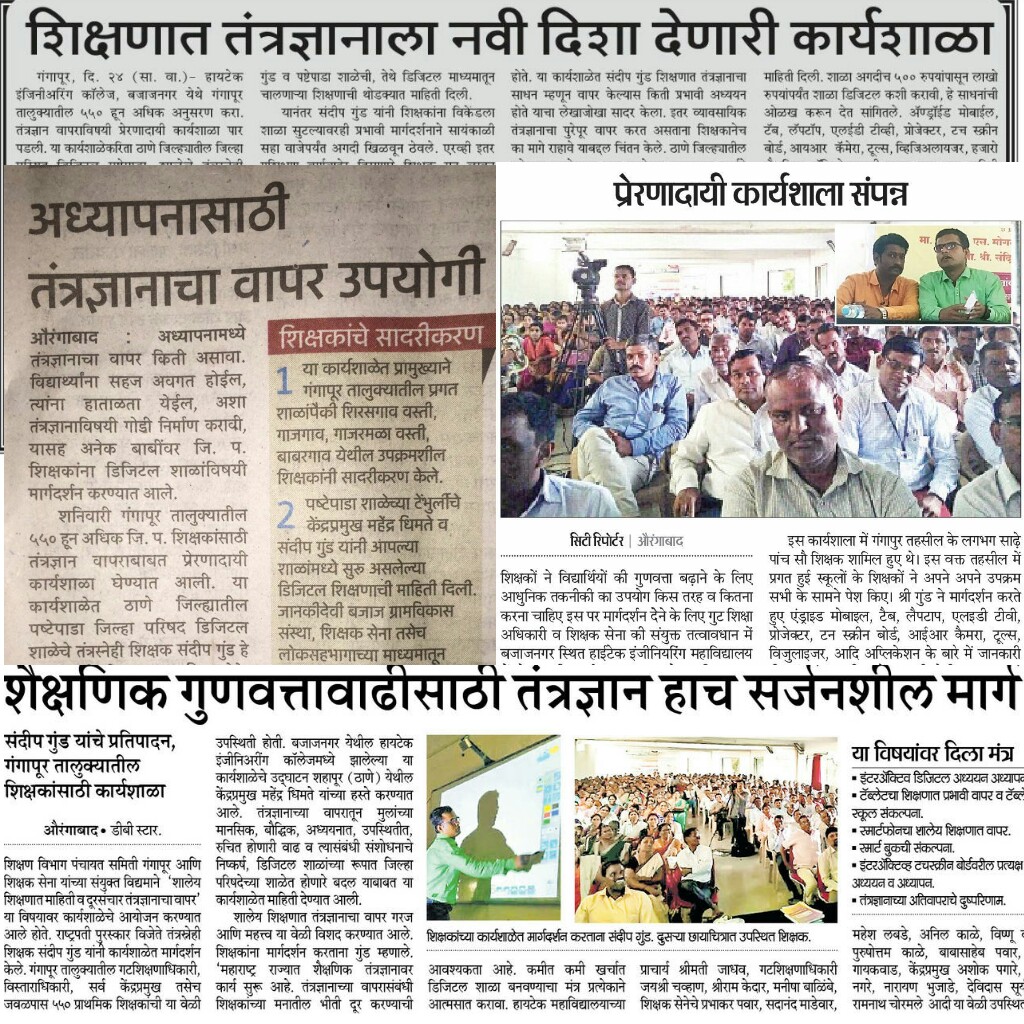 शिक्षणात तंत्रज्ञानाला नवी दिशा देणारी कार्यशाळा
गंगापूर, दि. २४ (सा. वा.)- हायटेक
इंजिनीअरिंग कॉलेज, बजाजनगर येथे गंगापूर
तालुक्यातील ५५० हून अधिक अनुसरण करा.
तंत्रज्ञान वापराविषयी प्रेरणादायी कार्यशाळा पार
पडली. या कार्यशाळेकरिता ठाणे जिल्ह्यातील जिल्हा
गुंड व पष्टेपाडा शाळेची, तेथे डिजिटल माध्यमातून
चालणाऱ्या शिक्षणाची थोडक्यात माहिती दिली.
यानंतर संदीप गुंड यांनी शिक्षकांना विकेंडला
शाळा सुटल्यावरही प्रभावी मार्गदर्शनाने सायंकाळी
सहा वाजेपर्यंत अगदी खिळवून ठेवले. एरव्ही इतर
होते. या कार्यशाळेत संदीप गुंड शिक्षणात तंत्रज्ञानाचा
साधन म्हणून वापर केल्यास किती प्रभावी अध्ययन
होते याचा लेखाजोखा सादर केला. इतर व्यावसायिक
तंत्रज्ञानाचा पुरेपूर वापर करत असताना शिक्षकानेच
का मागे राहावे याबद्दल चिंतन केले. ठाणे जिल्ह्यातील
माहिती दिली. शाळा अगदीच ५०० रुपयांपासून लाखो
रुपयांपर्यंत शाळा डिजिटल कशी करावी, हे साधनांची
ओळख करून देत सांगितले. अ‍ॅण्ड्रॉईड मोबाईल,
टॅब, लॅपटॉप, एलईडी टीव्ही, प्रोजेक्टर, टच स्क्रीन
बोर्ड, आयआर कॅमेरा, टूल्स, व्हिजिअलायजर, हजारो
अध्यापनासाठी
तंत्रज्ञानाचा वापर उपयोगी
औरंगाबाद : अध्यापनामध्ये
तंत्रज्ञानाचा वापर किती असावा.
विद्यार्थ्यांना सहज अवगत होईल,
त्यांना हाताळता येईल, अशा
तंत्रज्ञानाविषयी गोडी निर्माण करावी,
यासह अनेक बाबींवर जि. प.
शिक्षकांना डिजिटल शाळांविषयी
मार्गदर्शन करण्यात आले.
शनिवारी गंगापूर तालुक्यातील
५५० हून अधिक जि. प. शिक्षकांसाठी
तंत्रज्ञान वापराबाबत प्रेरणादायी
कार्यशाळा घेण्यात आली. या
कार्यशाळेत ठाणे जिल्ह्यातील
पष्टेपाडा जिल्हा परिषद डिजिटल
शाळेचे तंत्रस्नेही शिक्षक संदीप गुंड हे
शिक्षकांचे सादरीकरण
1 या कार्यशाळेत प्रामुख्याने
गंगापूर तालुक्यातील प्रगत
शाळांपैकी शिरसगाव वस्ती,
गाजगाव, गाजरमळा वस्ती,
बाबरगाव येथील उपक्रमशील
शिक्षकांनी सादरीकरण केले.
2 पष्टेपाडा शाळेच्या टेंभुर्लीचे
केंद्रप्रमुख महेंद्र धिमते व
संदीप गुंड यांनी आपल्या
शाळांमध्ये सुरू असलेल्या
डिजिटल शिक्षणाची माहिती दिली.
जानकीदेवी बजाज ग्रामविकास
संस्था, शिक्षक सेना तसेच
लोकसहभागाच्या माध्यमातून
प्रेरणादायी कार्यशाला संपन्न
सिटी रिपोर्टर | औरंगाबाद
शिक्षकों ने विद्यार्थियों की गुणवत्ता बढ़ाने के लिए
आधुनिक तकनीकी का उपयोग किस तरह व कितना
करना चाहिए इस पर मार्गदर्शन देने के लिए गुट शिक्षा
अधिकारी व शिक्षक सेना की संयुक्त तत्वावधान में
बजाजनगर स्थित हाईटेक इंजीनियरिंग महाविद्यालय
इस कार्यशाला में गंगापुर तहसील के लगभग साढ़े
पांच सौ शिक्षक शामिल हुए थे। इस वक्त तहसील में
प्रगत हुई स्कूलों के शिक्षकों ने अपने अपने उपक्रम
सभी के सामने पेश किए। श्री गुंड ने मार्गदर्शन करते
हुए एंड्राइड मोबाइल, टैब, लैपटाप, एलइडी टीवी,
प्रोजेक्टर, टन स्क्रीन बोर्ड, आईआर कैमरा, टूल्स,
विजुलाइजर, आदि अप्लिकेशन के बारे में जानकारी
शैक्षणिक गुणवत्तावाढीसाठी तंत्रज्ञान हाच सर्जनशील मार्ग
संदीप गुंड यांचे प्रतिपादन,
गंगापूर तालुक्यातील
शिक्षकांसाठी कार्यशाळा
औरंगाबाद • डीबी स्टार.
शिक्षण विभाग पंचायत समिती गंगापूर आणि
शिक्षक सेना यांच्या संयुक्त विद्यमाने 'शालेय
शिक्षणात माहिती व दूरसंचार तंत्रज्ञानाचा वापर'
या विषयावर कार्यशाळेचे आयोजन करण्यात
आले होते. राष्ट्रपती पुरस्कार विजेते तंत्रस्नेही
शिक्षक संदीप गुंड यांनी कार्यशाळेत मार्गदर्शन
केले. गंगापूर तालुक्यातील गटशिक्षणाधिकारी,
विस्ताराधिकारी, सर्व केंद्रप्रमुख तसेच
जवळपास ५५० प्राथमिक शिक्षकांची या वेळी
उपस्थिती होती. बजाजनगर येथील हायटेक
इंजीनिअरींग कॉलेजमध्ये झालेल्या या
कार्यशाळेचे उद्घाटन शहापूर (ठाणे) येथील
केंद्रप्रमुख महेंद्र धिमते यांच्या हस्ते करण्यात
आले. तंत्रज्ञानाच्या वापरातून मुलांच्या
मानसिक, बौद्धिक, अध्ययनात, उपस्थितीत,
रुचित होणारी वाढ व त्यासंबंधी संशोधनाचे
निष्कर्ष, डिजिटल शाळांच्या रूपात जिल्हा
परिषदेच्या शाळेत होणारे बदल याबाबत या
कार्यशाळेत माहिती देण्यात आली.
शालेय शिक्षणात तंत्रज्ञानाचा वापर गरज
आणि महत्त्व या वेळी विशद करण्यात आले.
शिक्षकांना मार्गदर्शन करताना गुंड म्हणाले.
'महाराष्ट्र राज्यात शैक्षणिक तंत्रज्ञानावर
कार्य सुरू आहे. तंत्रज्ञानाच्या वापरासंबंधी
शिक्षकांच्या मनातील भीती दूर करण्याची
शिक्षकांच्या कार्यशाळेत मार्गदर्शन करताना संदीप गुंड. दुसऱ्या छायाचित्रात उपस्थित शिक्षक.
आवश्यकता आहे. कमीत कमी खर्चात
डिजिटल शाळा बनवण्याचा मंत्र प्रत्येकाने
आत्मसात करावा. हायटेक महाविद्यालयाच्या
प्राचार्य श्रीमती जाधव, गटशिक्षणाधिकारी
जयश्री चव्हाण, श्रीराम केदार, मनीषा बाळिंबे,
शिक्षक सेनेचे प्रभाकर पवार, सदानंद माडेवार,
या विषयांवर दिला मंत्र
▪ इंटरॲक्टिव डिजिटल अध्ययन अध्यापन
▪ टॅब्लेटचा शिक्षणात प्रभावी वापर व टॅब्लेट
स्कूल संकल्पना.
▪ स्मार्टफोनचा शालेय शिक्षणात वापर.
▪ स्मार्ट बुकची संकल्पना.
▪ इंटरॲक्टिव्ह टचस्क्रीन बोर्डवरील प्रत्यक्ष
अध्ययन व अध्यापन.
▪ तंत्रज्ञानाच्या अतिवापराचे दुष्परिणाम.
महेश लबडे, अनिल काळे, विष्णू
पुरुषोत्तम काळे, बाबासाहेब पवार,
गायकवाड, केंद्रप्रमुख अशोक पगारे,
नगरे, नारायण भुजाडे, देविदास
रामनाथ चोरमले आदी या वेळी